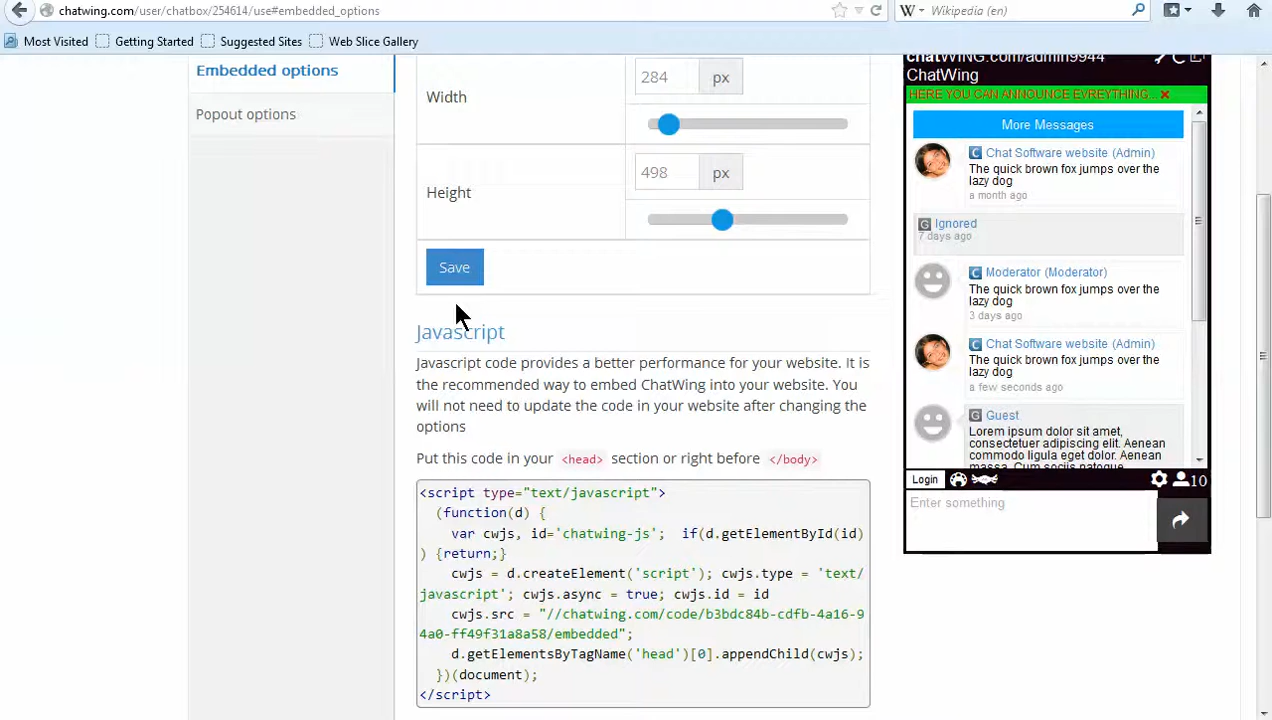 chatwing.com/user/chatbox/254614/use#embedded_options
W
Wikipedia (en)
Most Visited
Getting Started
Suggested Sites
Web Slice Gallery
Embedded options
Popout options
Width
284
px
Height
498
px
Save
Javascript
Javascript code provides a better performance for your website. It is
the recommended way to embed ChatWing into your website. You
will not need to update the code in your website after changing the
options
Put this code in your <head> section or right before </body>
<script type="text/javascript">
(function(d) {
var cwjs, id='chatwing-js';  if(d.getElementById(id)
) {return;}
cwjs = d.createElement('script'); cwjs.type = 'text/
javascript'; cwjs.async = true; cwjs.id = id
cwjs.src = "//chatwing.com/code/b3bdc84b-cdfb-4a16-9
4a0-ff49f31a8a58/embedded";
d.getElementsByTagName('head')[0].appendChild(cwjs);
})(document);
</script>
chatWING.com/admin9944
ChatWing
HERE YOU CAN ANNOUNCE EVREYTHING...
More Messages
C Chat Software website (Admin)
The quick brown fox jumps over the
lazy dog
a month ago
G Ignored
7 days ago
C Moderator (Moderator)
The quick brown fox jumps over the
lazy dog
3 days ago
C Chat Software website (Admin)
The quick brown fox jumps over the
lazy dog
a few seconds ago
G Guest
Lorem ipsum dolor sit amet,
consectetuer adipiscing elit. Aenean
commodo ligula eget dolor. Aenean
massa. Cum sociis natoque
Login
10
Enter something